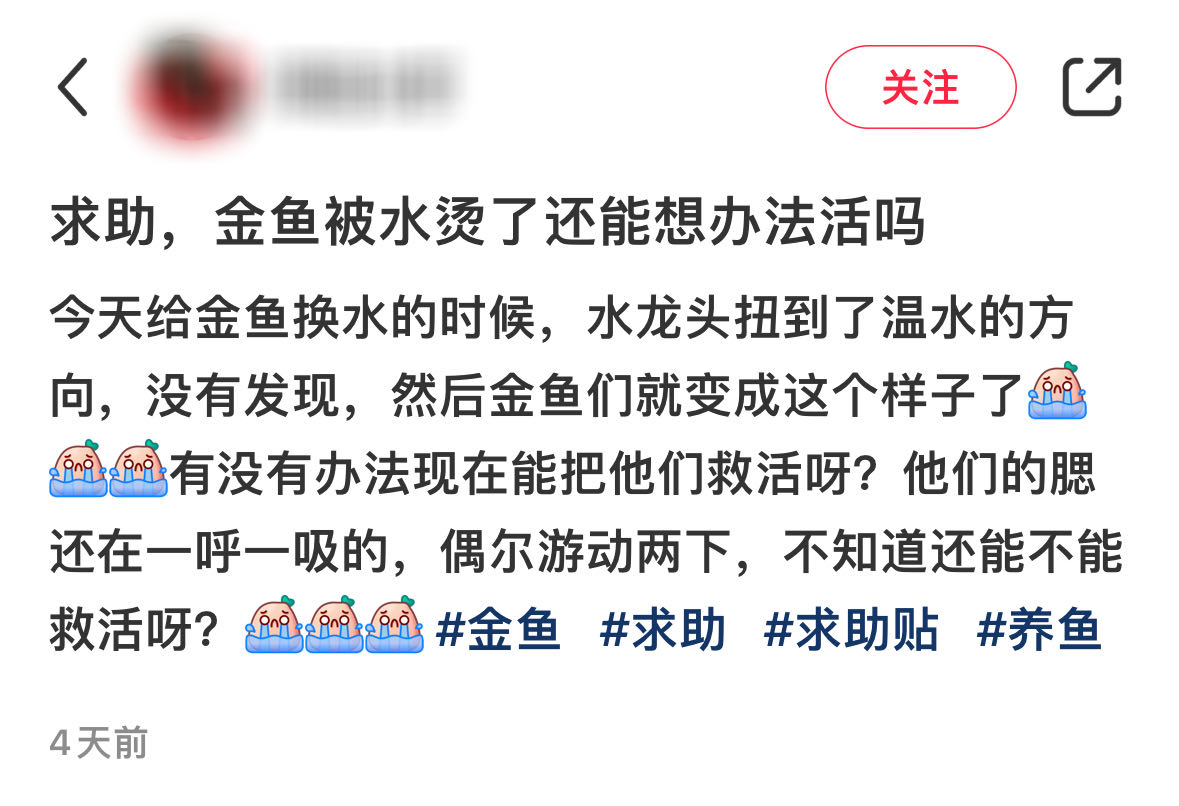 关注
求助，金鱼被水烫了还能想办法活吗
今天给金鱼换水的时候，水龙头扭到了温水的方
向，没有发现，然后金鱼们就变成这个样子了
有没有办法现在能把他们救活呀？他们的腮
还在一呼一吸的，偶尔游动两下，不知道还能不能
救活呀？ #金鱼 #求助 #求助贴 #养鱼
4天前